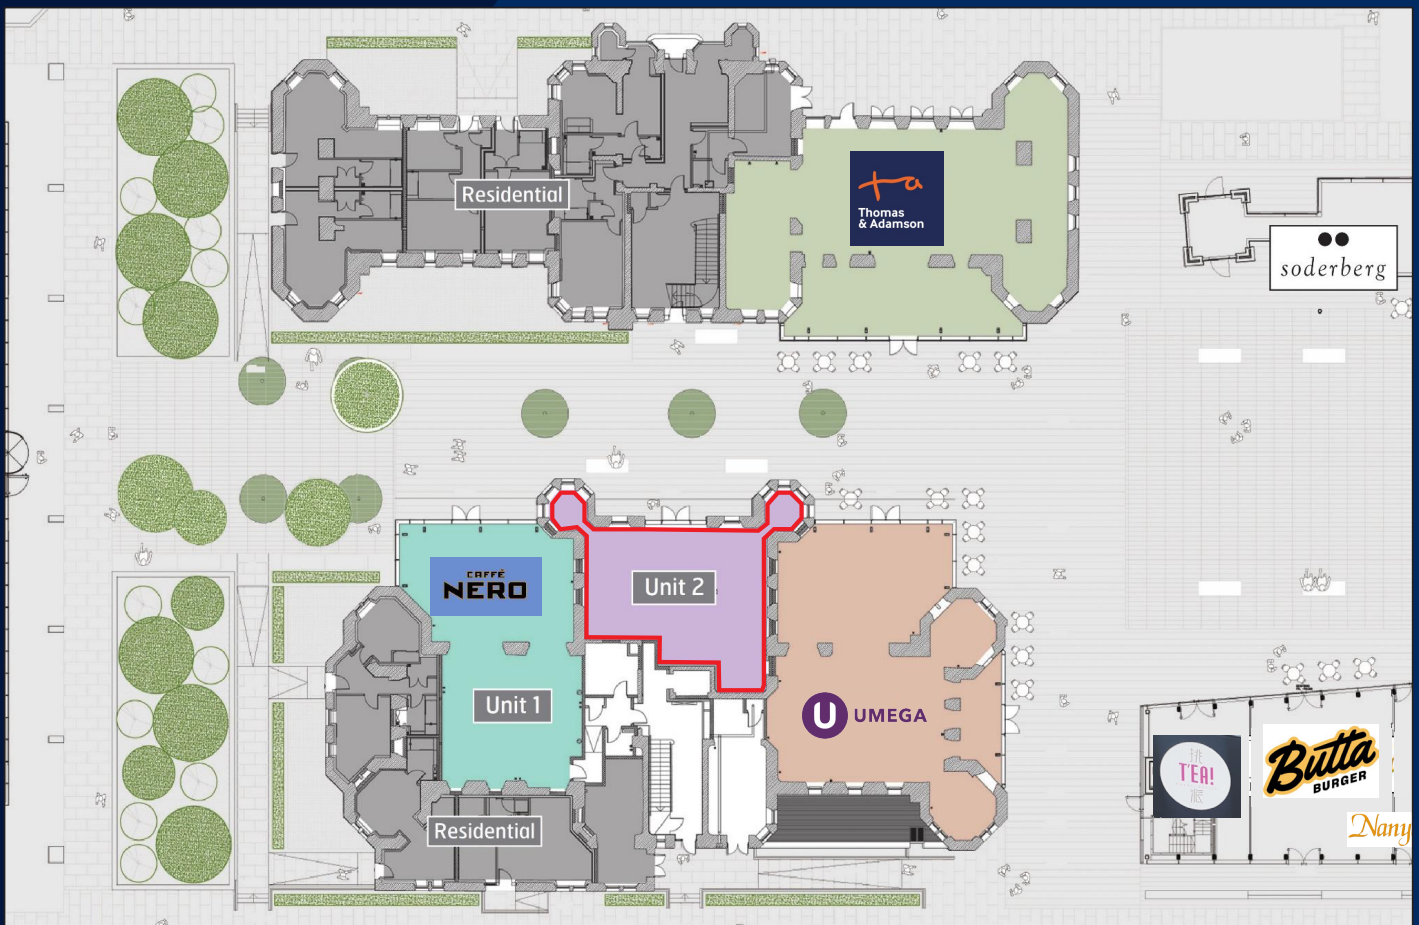 Residential
Thomas
& Adamson
soderberg
CAFFÈ
NERO
Unit 2
Unit 1
UMEGA
Residential
T'EA!
Butta
BURGER
Nany